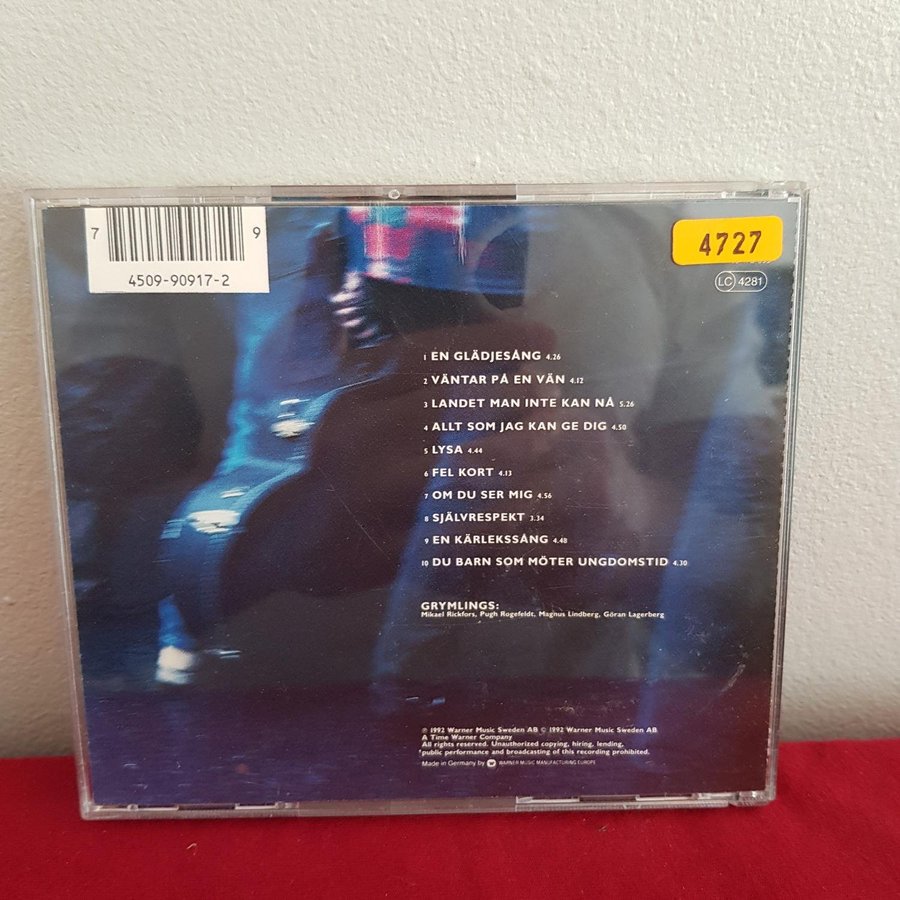 7 9
4509-90917-2
4727
LC 4281
1 EN GLÄDJESÅNG 4.26
2 VÄNTAR PÅ EN VÄN 4.12
3 LANDET MAN INTE KAN NÅ 5.26
4 ALLT SOM JAG KAN GE DIG 4.50
5 LYSA 4.44
6 FEL KORT 4.13
7 OM DU SER MIG 4.56
8 SJÄLVRESPEKT 3.34
9 EN KÄRLEKSSÅNG 4.48
10 DU BARN SOM MÖTER UNGDOMSTID 4.30
GRYMLINGS:
Mikael Rickfors, Pugh Rogefeldt, Magnus Lindberg, Göran Lagerberg
℗ 1992 Warner Music Sweden AB © 1992 Warner Music Sweden AB
A Time Warner Company
All rights reserved. Unauthorized copying, hiring, lending,
public performance and broadcasting of this recording prohibited.
Made in Germany by WARNER MUSIC MANUFACTURING EUROPE